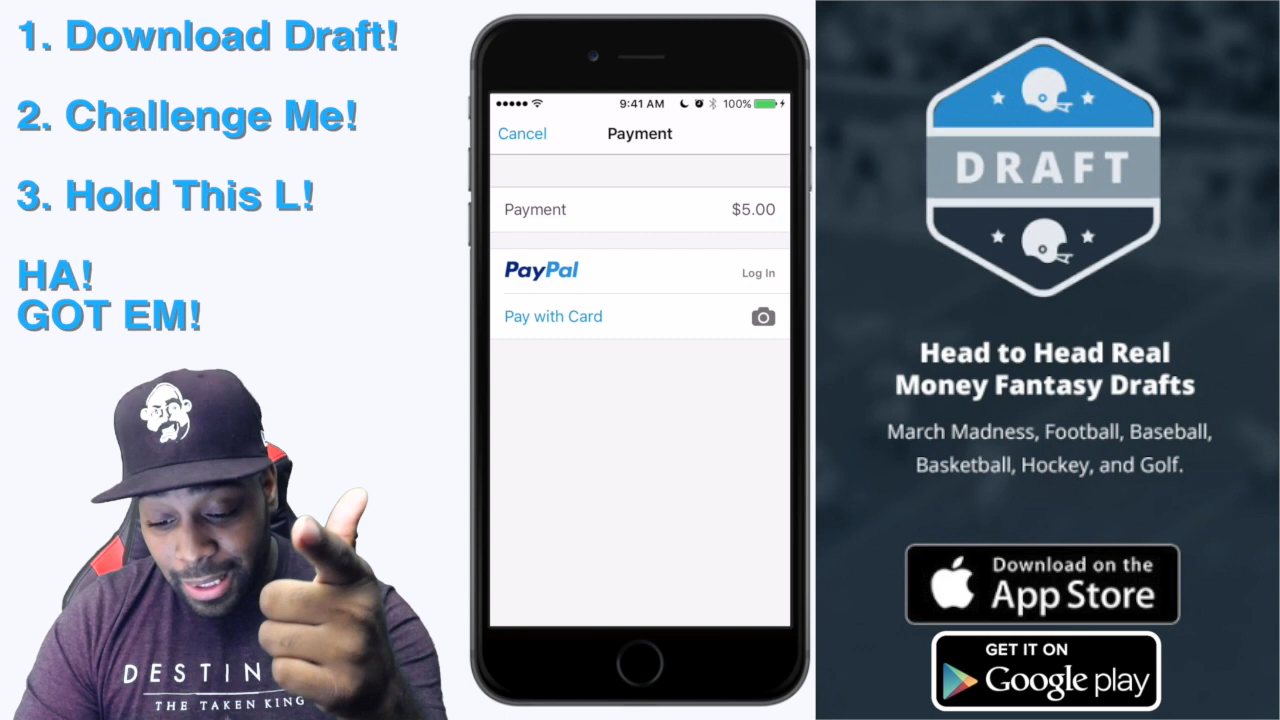 1. Download Draft!
2. Challenge Me!
3. Hold This L!
HA!
GOT EM!
DESTIN
THE TAKEN KING
9:41 AM 100%
Cancel Payment
Payment $5.00
PayPal Log In
Pay with Card
DRAFT
Head to Head Real
Money Fantasy Drafts
March Madness, Football, Baseball,
Basketball, Hockey, and Golf.
Download on the
App Store
GET IT ON
Google play